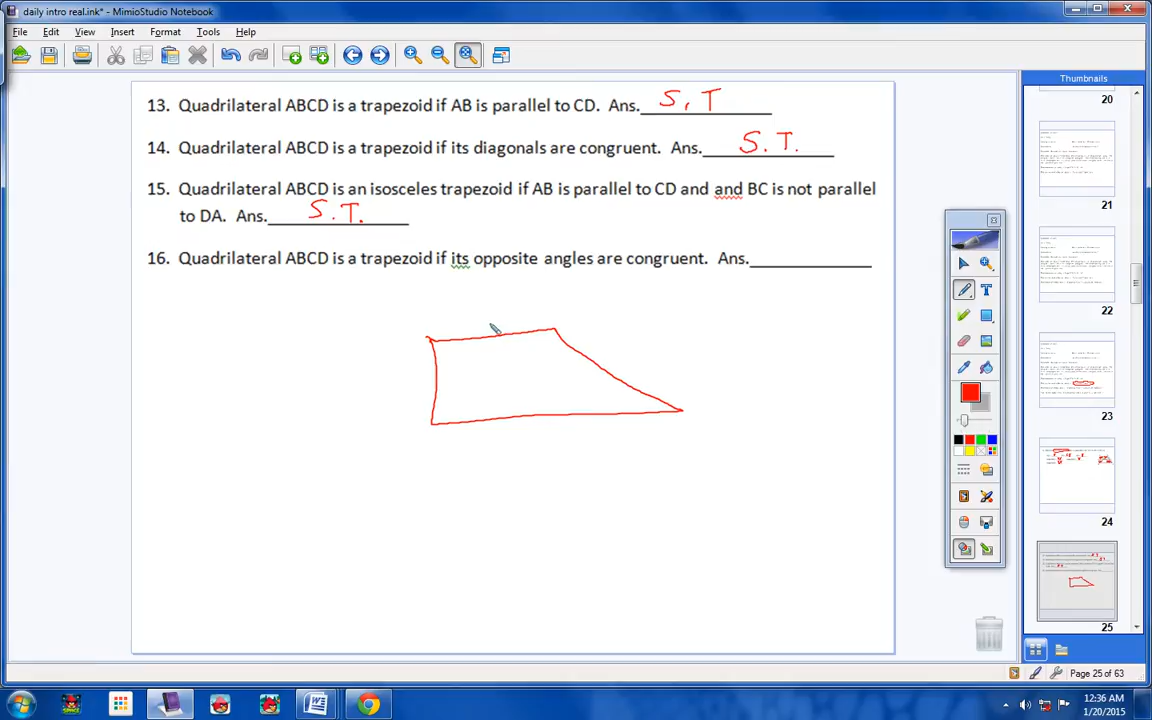 daily intro real.ink* - MimioStudio Notebook
File Edit View Insert Format Tools Help
Thumbnails
13. Quadrilateral ABCD is a trapezoid if AB is parallel to CD. Ans. S, T
14. Quadrilateral ABCD is a trapezoid if its diagonals are congruent. Ans. S.T.
15. Quadrilateral ABCD is an isosceles trapezoid if AB is parallel to CD and and BC is not parallel
to DA. Ans. S.T.
16. Quadrilateral ABCD is a trapezoid if its opposite angles are congruent. Ans.
20
21
22
23
24
25
Page 25 of 63
12:36 AM
1/20/2015